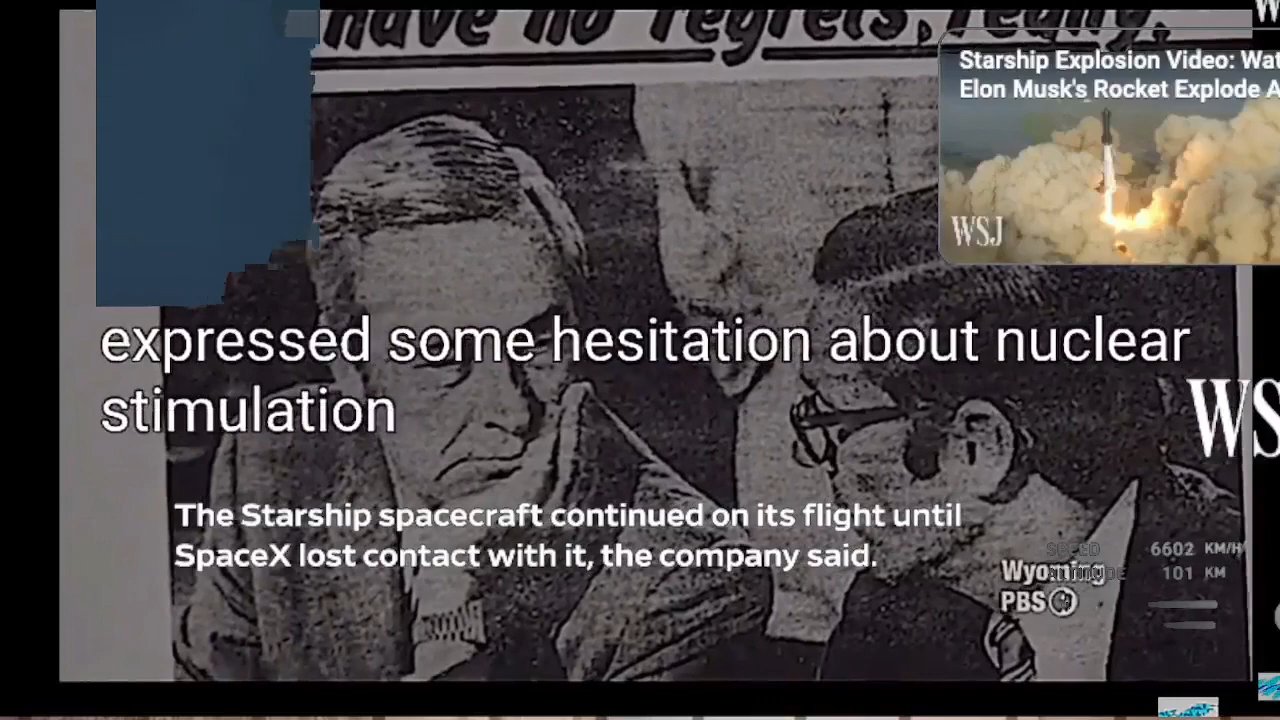 have no regrets, really.
Starship Explosion Video:
Elon Musk's Rocket Explode
WSJ
expressed some hesitation about nuclear
stimulation
The Starship spacecraft continued on its flight until
SpaceX lost contact with it, the company said.
SPEED 6602 KM/H
101 KM
Wyoming
PBS